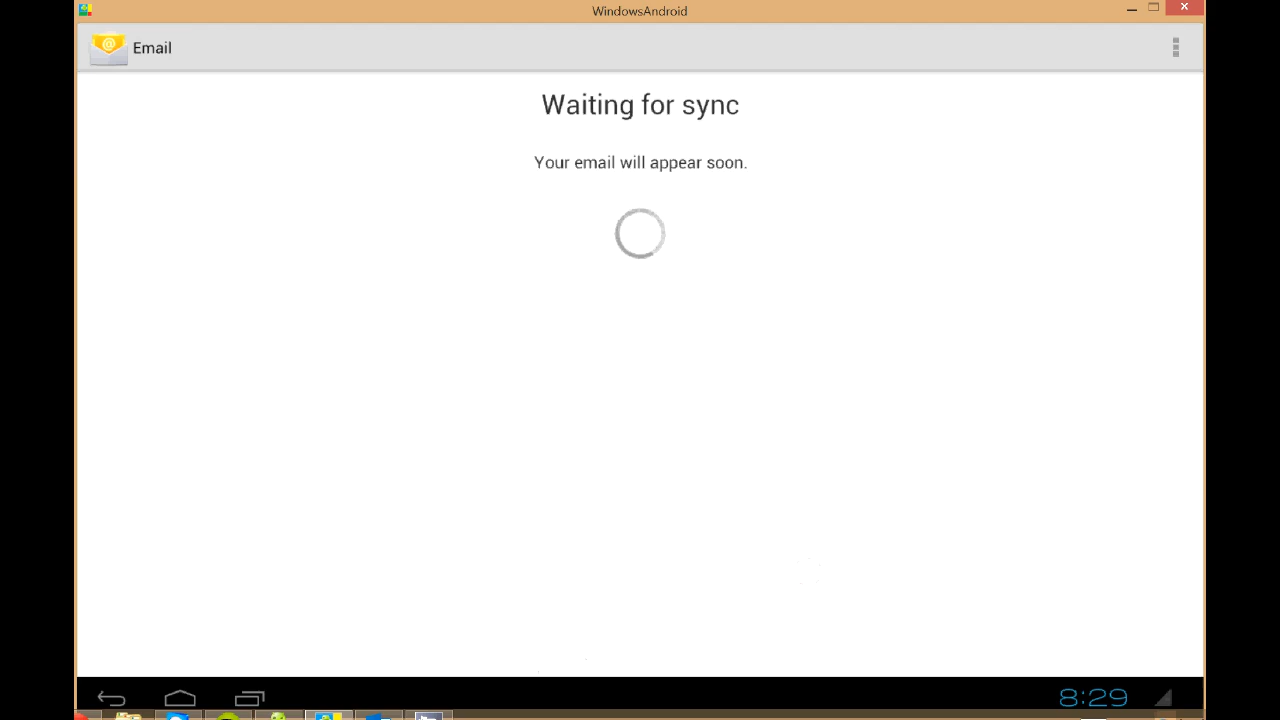 WindowsAndroid
Email
Waiting for sync
Your email will appear soon.
8:29